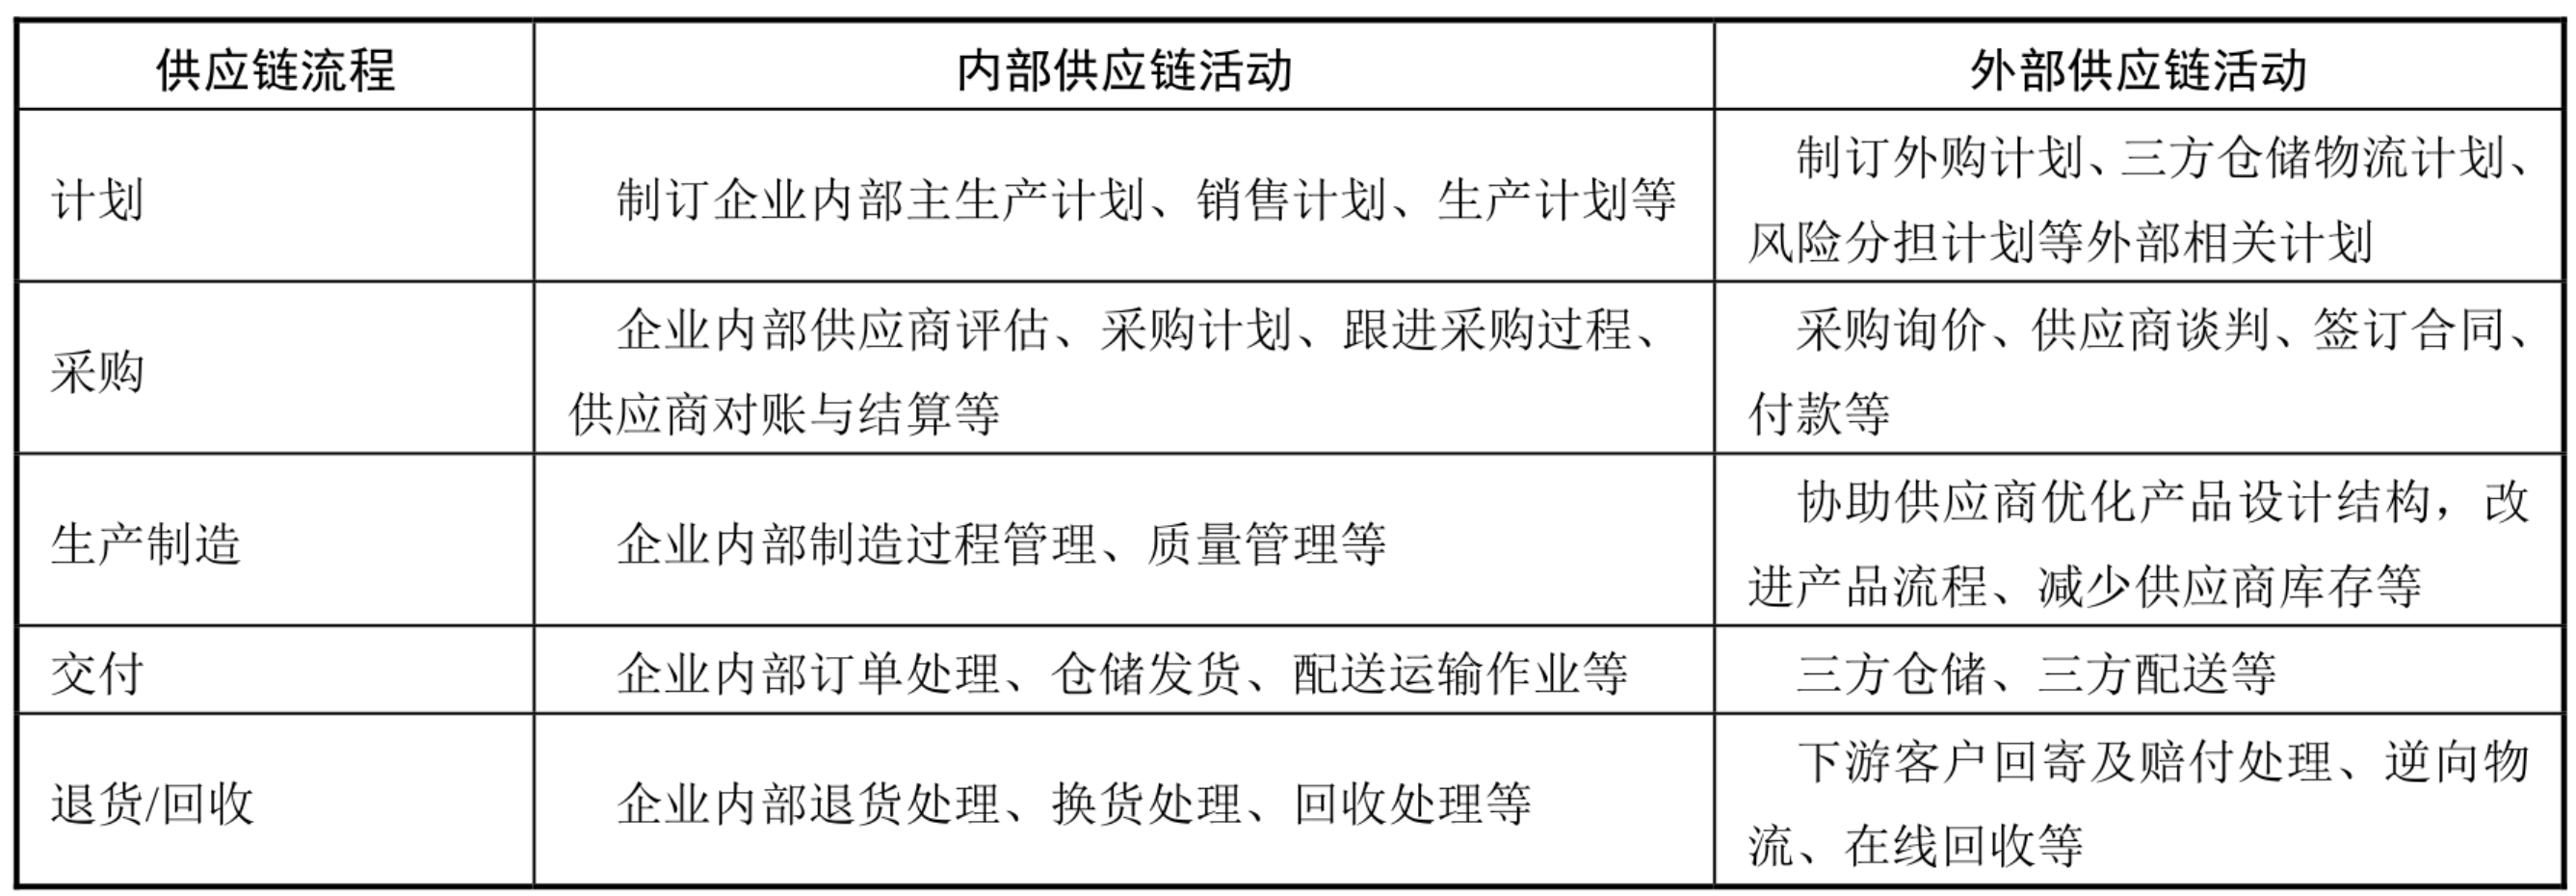 供应链流程 内部供应链活动 外部供应链活动
计划
制订企业内部主生产计划、销售计划、生产计划等
制订外购计划、三方仓储物流计划、
风险分担计划等外部相关计划
采购
企业内部供应商评估、采购计划、跟进采购过程、
供应商对账与结算等
采购询价、供应商谈判、签订合同、
付款等
生产制造
企业内部制造过程管理、质量管理等
协助供应商优化产品设计结构，改
进产品流程、减少供应商库存等
交付
企业内部订单处理、仓储发货、配送运输作业等
三方仓储、三方配送等
退货/回收
企业内部退货处理、换货处理、回收处理等
下游客户回寄及赔付处理、逆向物
流、在线回收等